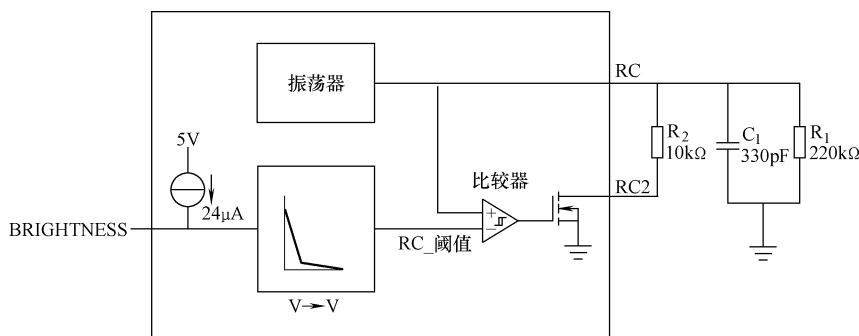 振荡器
RC
5V
24μA
BRIGHTNESS
V→V
RC_阈值
比较器
+
−
RC2
R₂
10kΩ
C₁
330pF
R₁
220kΩ